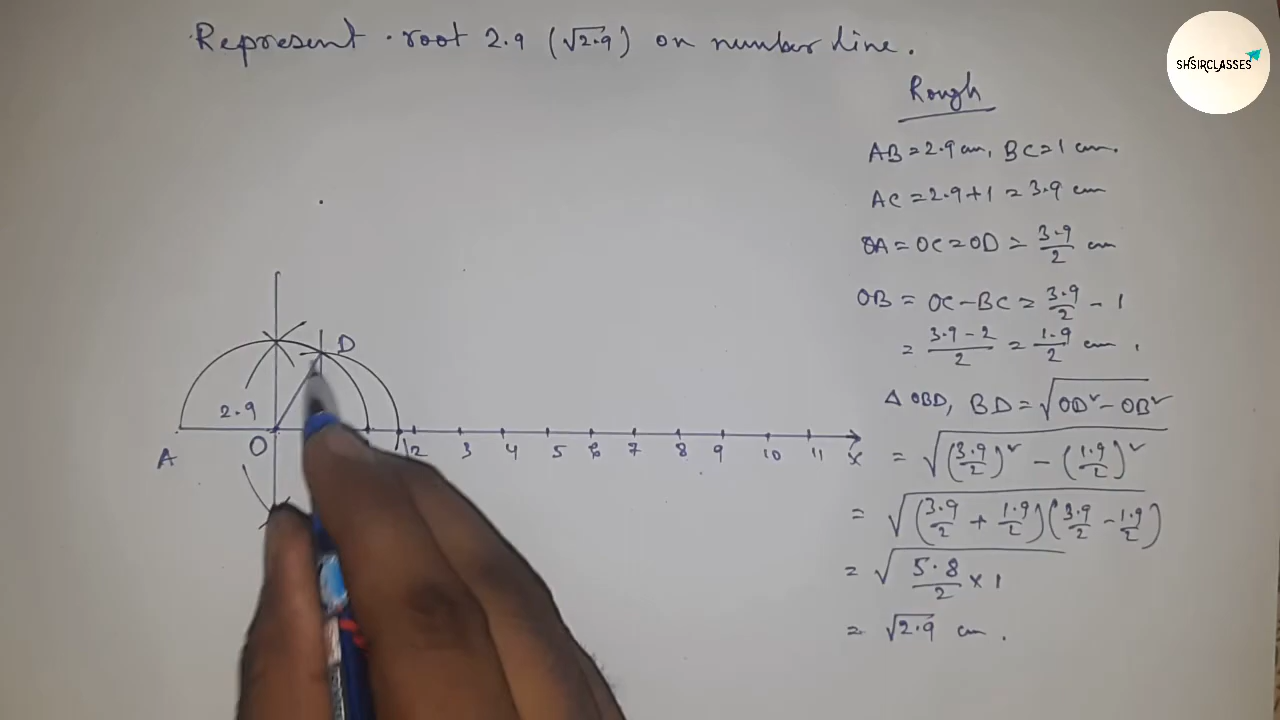 Represent root 2.9 (√2.9) on number line.
SHSIRCLASSES
Rough
AB = 2.9 cm, BC = 1 cm.
AC = 2.9 + 1 = 3.9 cm
OA = OC = OD = 3.9/2 cm
OB = OC - BC = 3.9/2 - 1
= 3.9 - 2/2 = 1.9/2 cm.
△ OBD, BD = √OD² - OB²
= √(3.9/2)² - (1.9/2)²
= √(3.9/2 + 1.9/2)(3.9/2 - 1.9/2)
= √5.8/2 × 1
= √2.9 cm.
D
2.9
A O 2 3 4 5 6 7 8 9 10 11 X